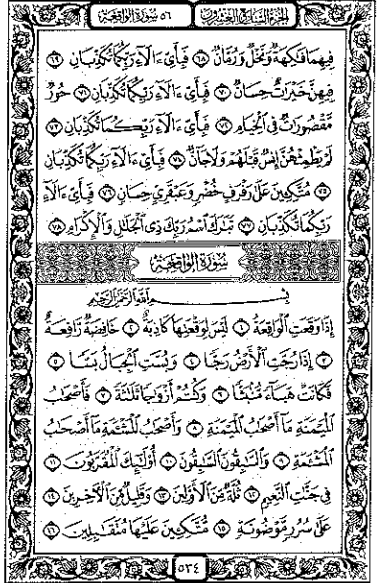 الجزء السابع والعشرون ٥٦ سورة الواقعة
فِيهِمَا فَٰكِهَةٌ وَنَخْلٌ وَرُمَّانٌ ٦٨ فَبِأَيِّ ءَالَآءِ رَبِّكُمَا تُكَذِّبَانِ ٦٩
فِيهِنَّ خَيْرَٰتٌ حِسَانٌ ٧٠ فَبِأَيِّ ءَالَآءِ رَبِّكُمَا تُكَذِّبَانِ ٧١ حُورٌ
مَّقْصُورَٰتٌ فِي ٱلْخِيَامِ ٧٢ فَبِأَيِّ ءَالَآءِ رَبِّكُمَا تُكَذِّبَانِ ٧٣
لَمْ يَطْمِثْهُنَّ إِنسٌ قَبْلَهُمْ وَلَا جَآنٌّ ٧٤ فَبِأَيِّ ءَالَآءِ رَبِّكُمَا تُكَذِّبَانِ
٧٥ مُتَّكِـِٔينَ عَلَىٰ رَفْرَفٍ خُضْرٍ وَعَبْقَرِيٍّ حِسَانٍ ٧٦ فَبِأَيِّ ءَالَآءِ
رَبِّكُمَا تُكَذِّبَانِ ٧٧ تَبَٰرَكَ ٱسْمُ رَبِّكَ ذِي ٱلْجَلَٰلِ وَٱلْإِكْرَامِ ٧٨
سُورَةُ الوَاقِعَةِ
بِسْمِ ٱللَّهِ ٱلرَّحْمَٰنِ ٱلرَّحِيمِ
إِذَا وَقَعَتِ ٱلْوَاقِعَةُ ١ لَيْسَ لِوَقْعَتِهَا كَاذِبَةٌ ٢ خَافِضَةٌ رَّافِعَةٌ
٣ إِذَا رُجَّتِ ٱلْأَرْضُ رَجًّا ٤ وَبُسَّتِ ٱلْجِبَالُ بَسًّا ٥
فَكَانَتْ هَبَآءً مُّنۢبَثًّا ٦ وَكُنتُمْ أَزْوَٰجًا ثَلَٰثَةً ٧ فَأَصْحَٰبُ
ٱلْمَيْمَنَةِ مَآ أَصْحَٰبُ ٱلْمَيْمَنَةِ ٨ وَأَصْحَٰبُ ٱلْمَشْـَٔمَةِ مَآ أَصْحَٰبُ
ٱلْمَشْـَٔمَةِ ٩ وَٱلسَّٰبِقُونَ ٱلسَّٰبِقُونَ ١٠ أُو۟لَٰٓئِكَ ٱلْمُقَرَّبُونَ ١١
فِي جَنَّٰتِ ٱلنَّعِيمِ ١٢ ثُلَّةٌ مِّنَ ٱلْأَوَّلِينَ ١٣ وَقَلِيلٌ مِّنَ ٱلْءَاخِرِينَ ١٤
عَلَىٰ سُرُرٍ مَّوْضُونَةٍ ١٥ مُّتَّكِـِٔينَ عَلَيْهَا مُتَقَٰبِلِينَ ١٦
٥٣٤